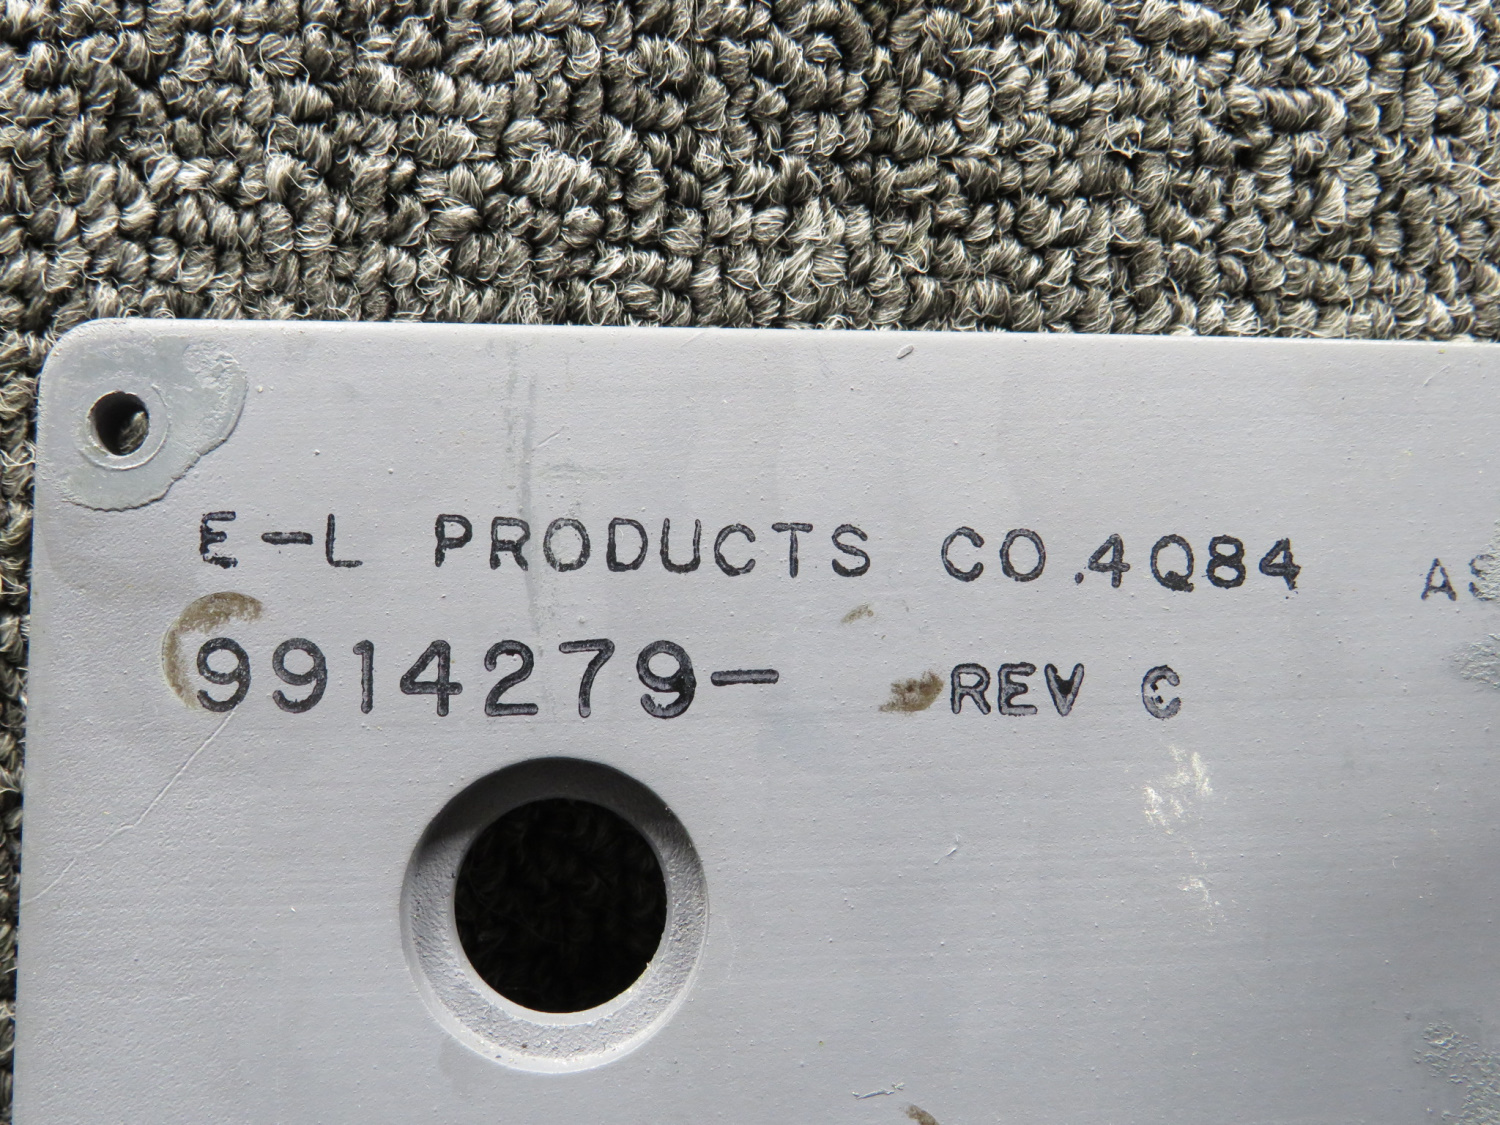 E-L PRODUCTS CO.4Q84
9914279- REV C